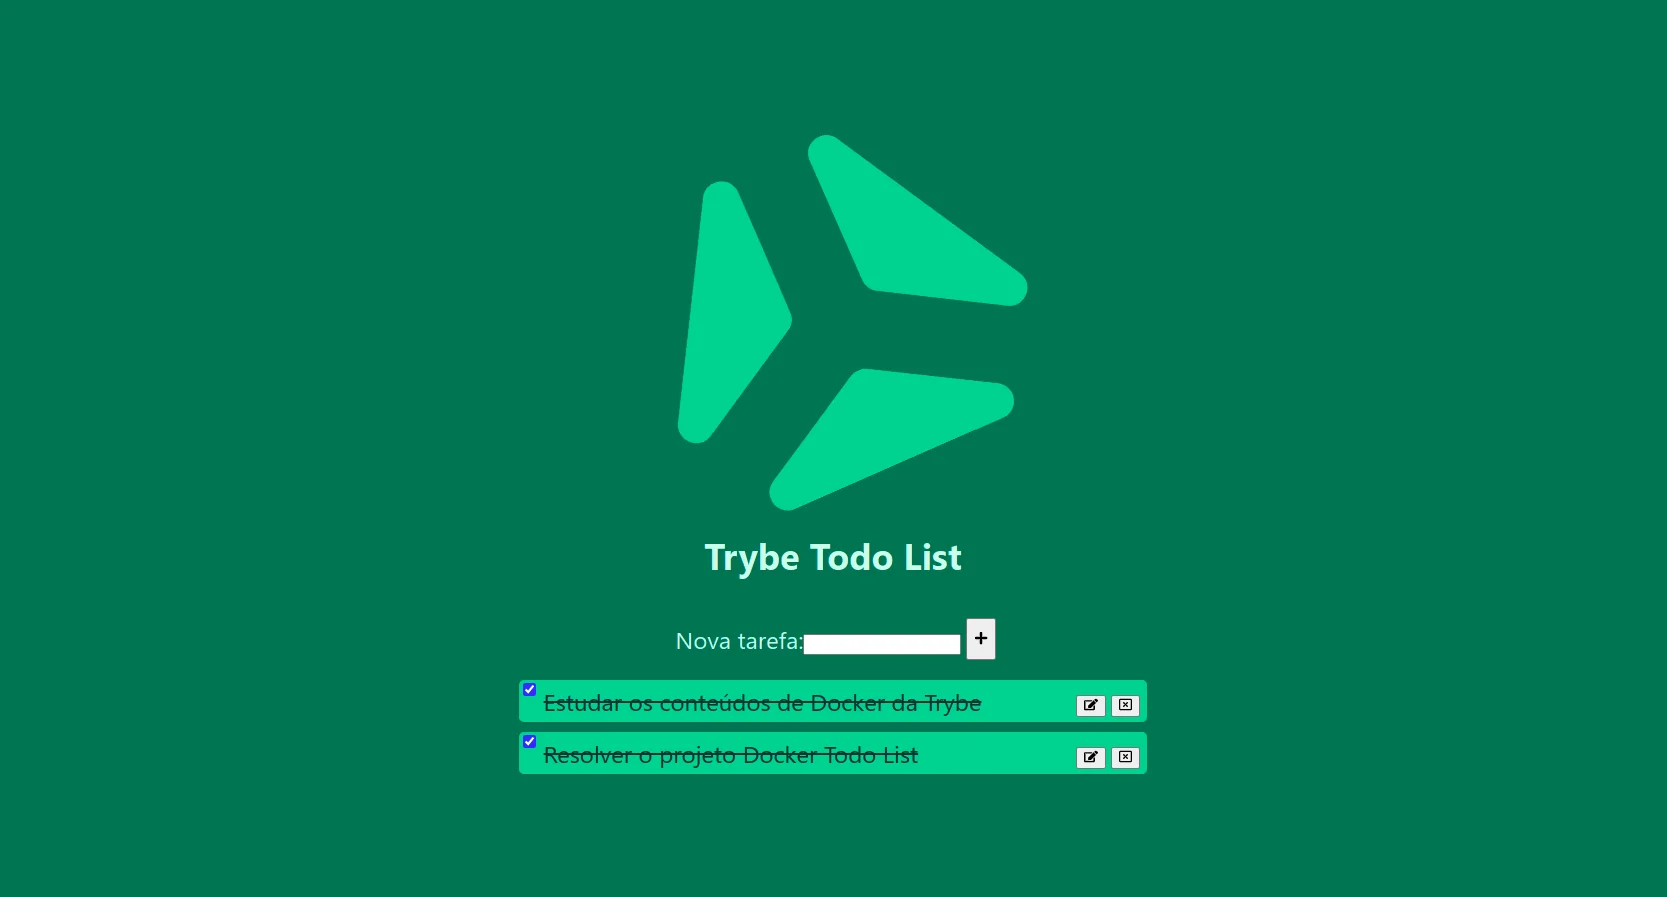 Trybe Todo List
Nova tarefa: +
Estudar os conteúdos de Docker da Trybe
Resolver o projeto Docker Todo List